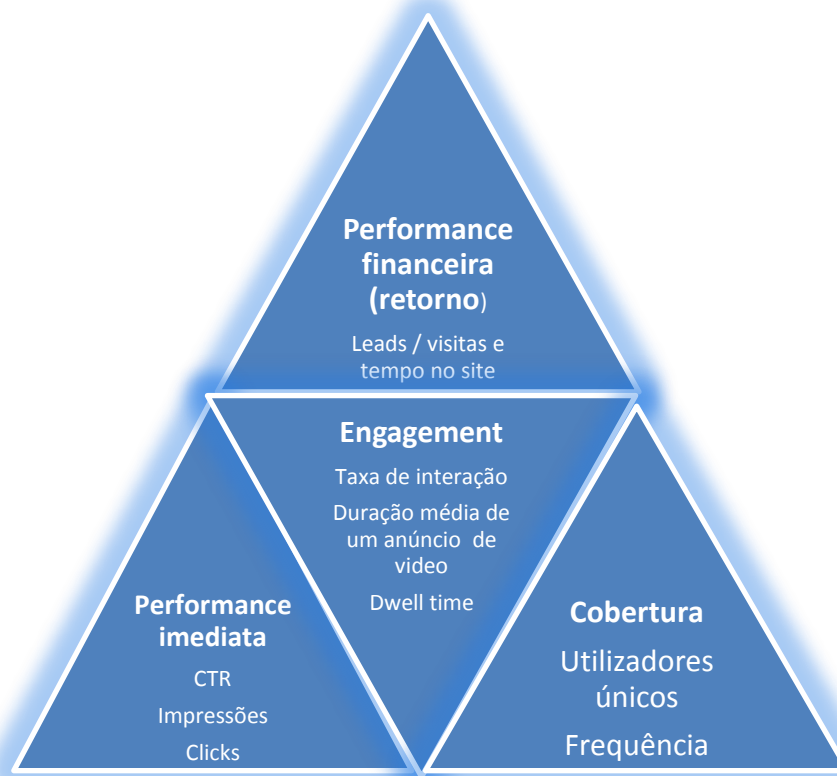 Performance
financeira
(retorno)
Leads / visitas e
tempo no site
Engagement
Taxa de interação
Duração média de
um anúncio de
video
Dwell time
Performance
imediata
CTR
Impressões
Clicks
Cobertura
Utilizadores
únicos
Frequência